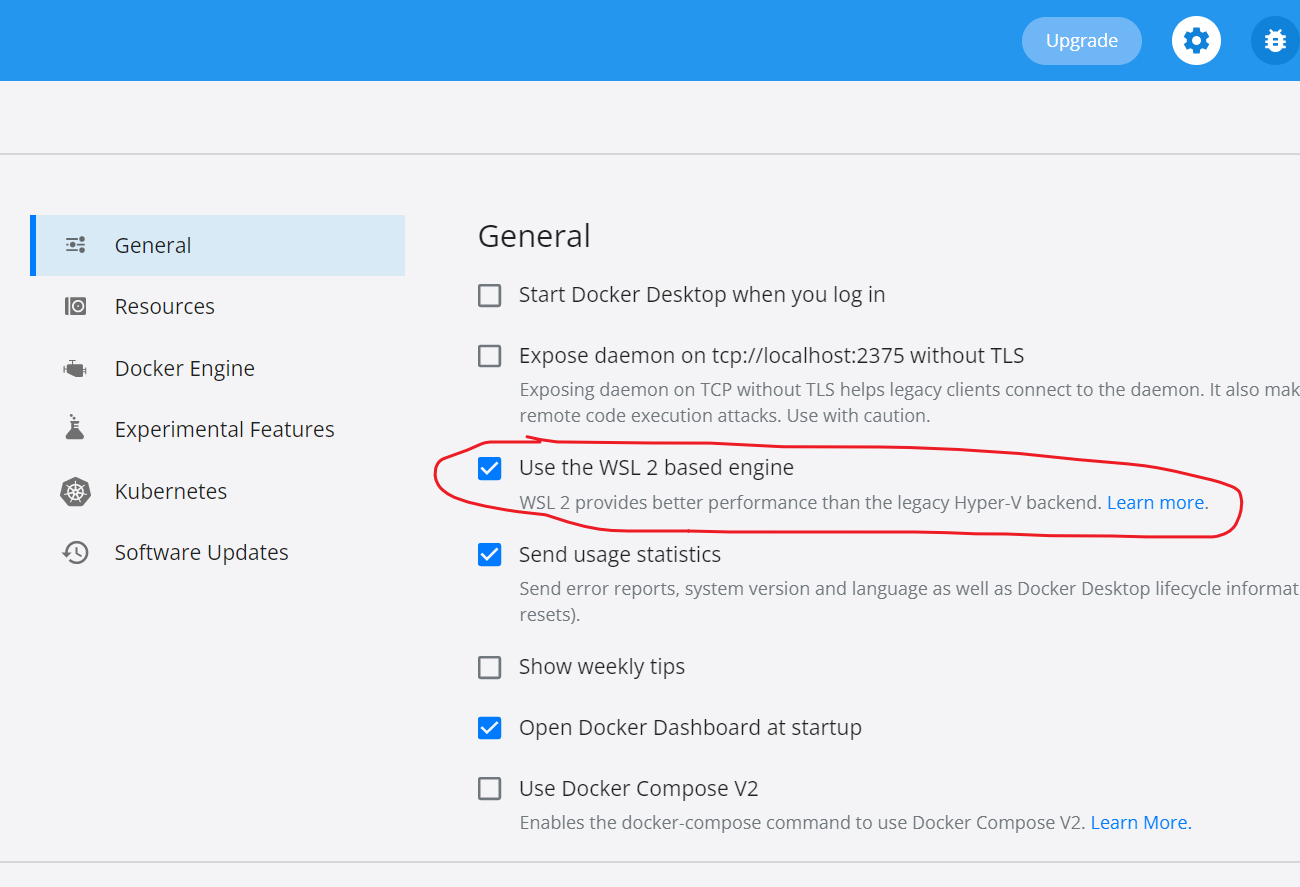 Upgrade
General
Resources
Docker Engine
Experimental Features
Kubernetes
Software Updates
General
Start Docker Desktop when you log in
Expose daemon on tcp://localhost:2375 without TLS
Exposing daemon on TCP without TLS helps legacy clients connect to the daemon. It also mak
remote code execution attacks. Use with caution.
Use the WSL 2 based engine
WSL 2 provides better performance than the legacy Hyper-V backend. Learn more.
Send usage statistics
Send error reports, system version and language as well as Docker Desktop lifecycle informat
resets).
Show weekly tips
Open Docker Dashboard at startup
Use Docker Compose V2
Enables the docker-compose command to use Docker Compose V2. Learn More.